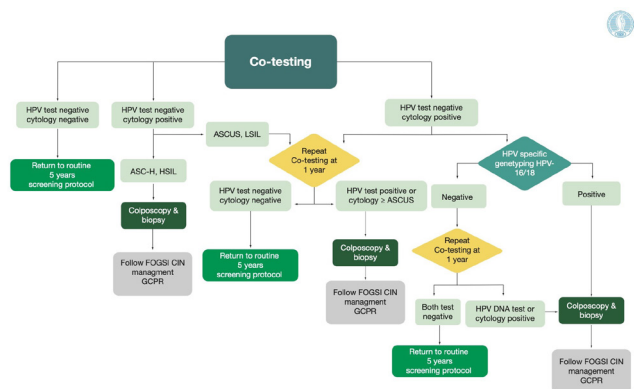 Co-testing
HPV test negative
cytology negative
HPV test negative
cytology positive
HPV test negative
cytology positive
ASCUS, LSIL
Return to routine
5 years
screening protocol
ASC-H, HSIL
Repeat
Co-testing at
1 year
HPV specific
genetyping HPV-
16/18
Colposcopy &
biopsy
HPV test negative
cytology negative
HPV test positive or
cytology ≥ ASCUS
Negative
Positive
Follow FOGSI CIN
managment
GCPR
Return to routine
5 years
screening protocol
Colposcopy &
biopsy
Repeat
Co-testing at
1 year
Follow FOGSI CIN
managment
GCPR
Both test
negative
HPV DNA test or
cytology positive
Colposcopy &
biopsy
Return to routine
5 years
screening protocol
Follow FOGSI CIN
management
GCPR